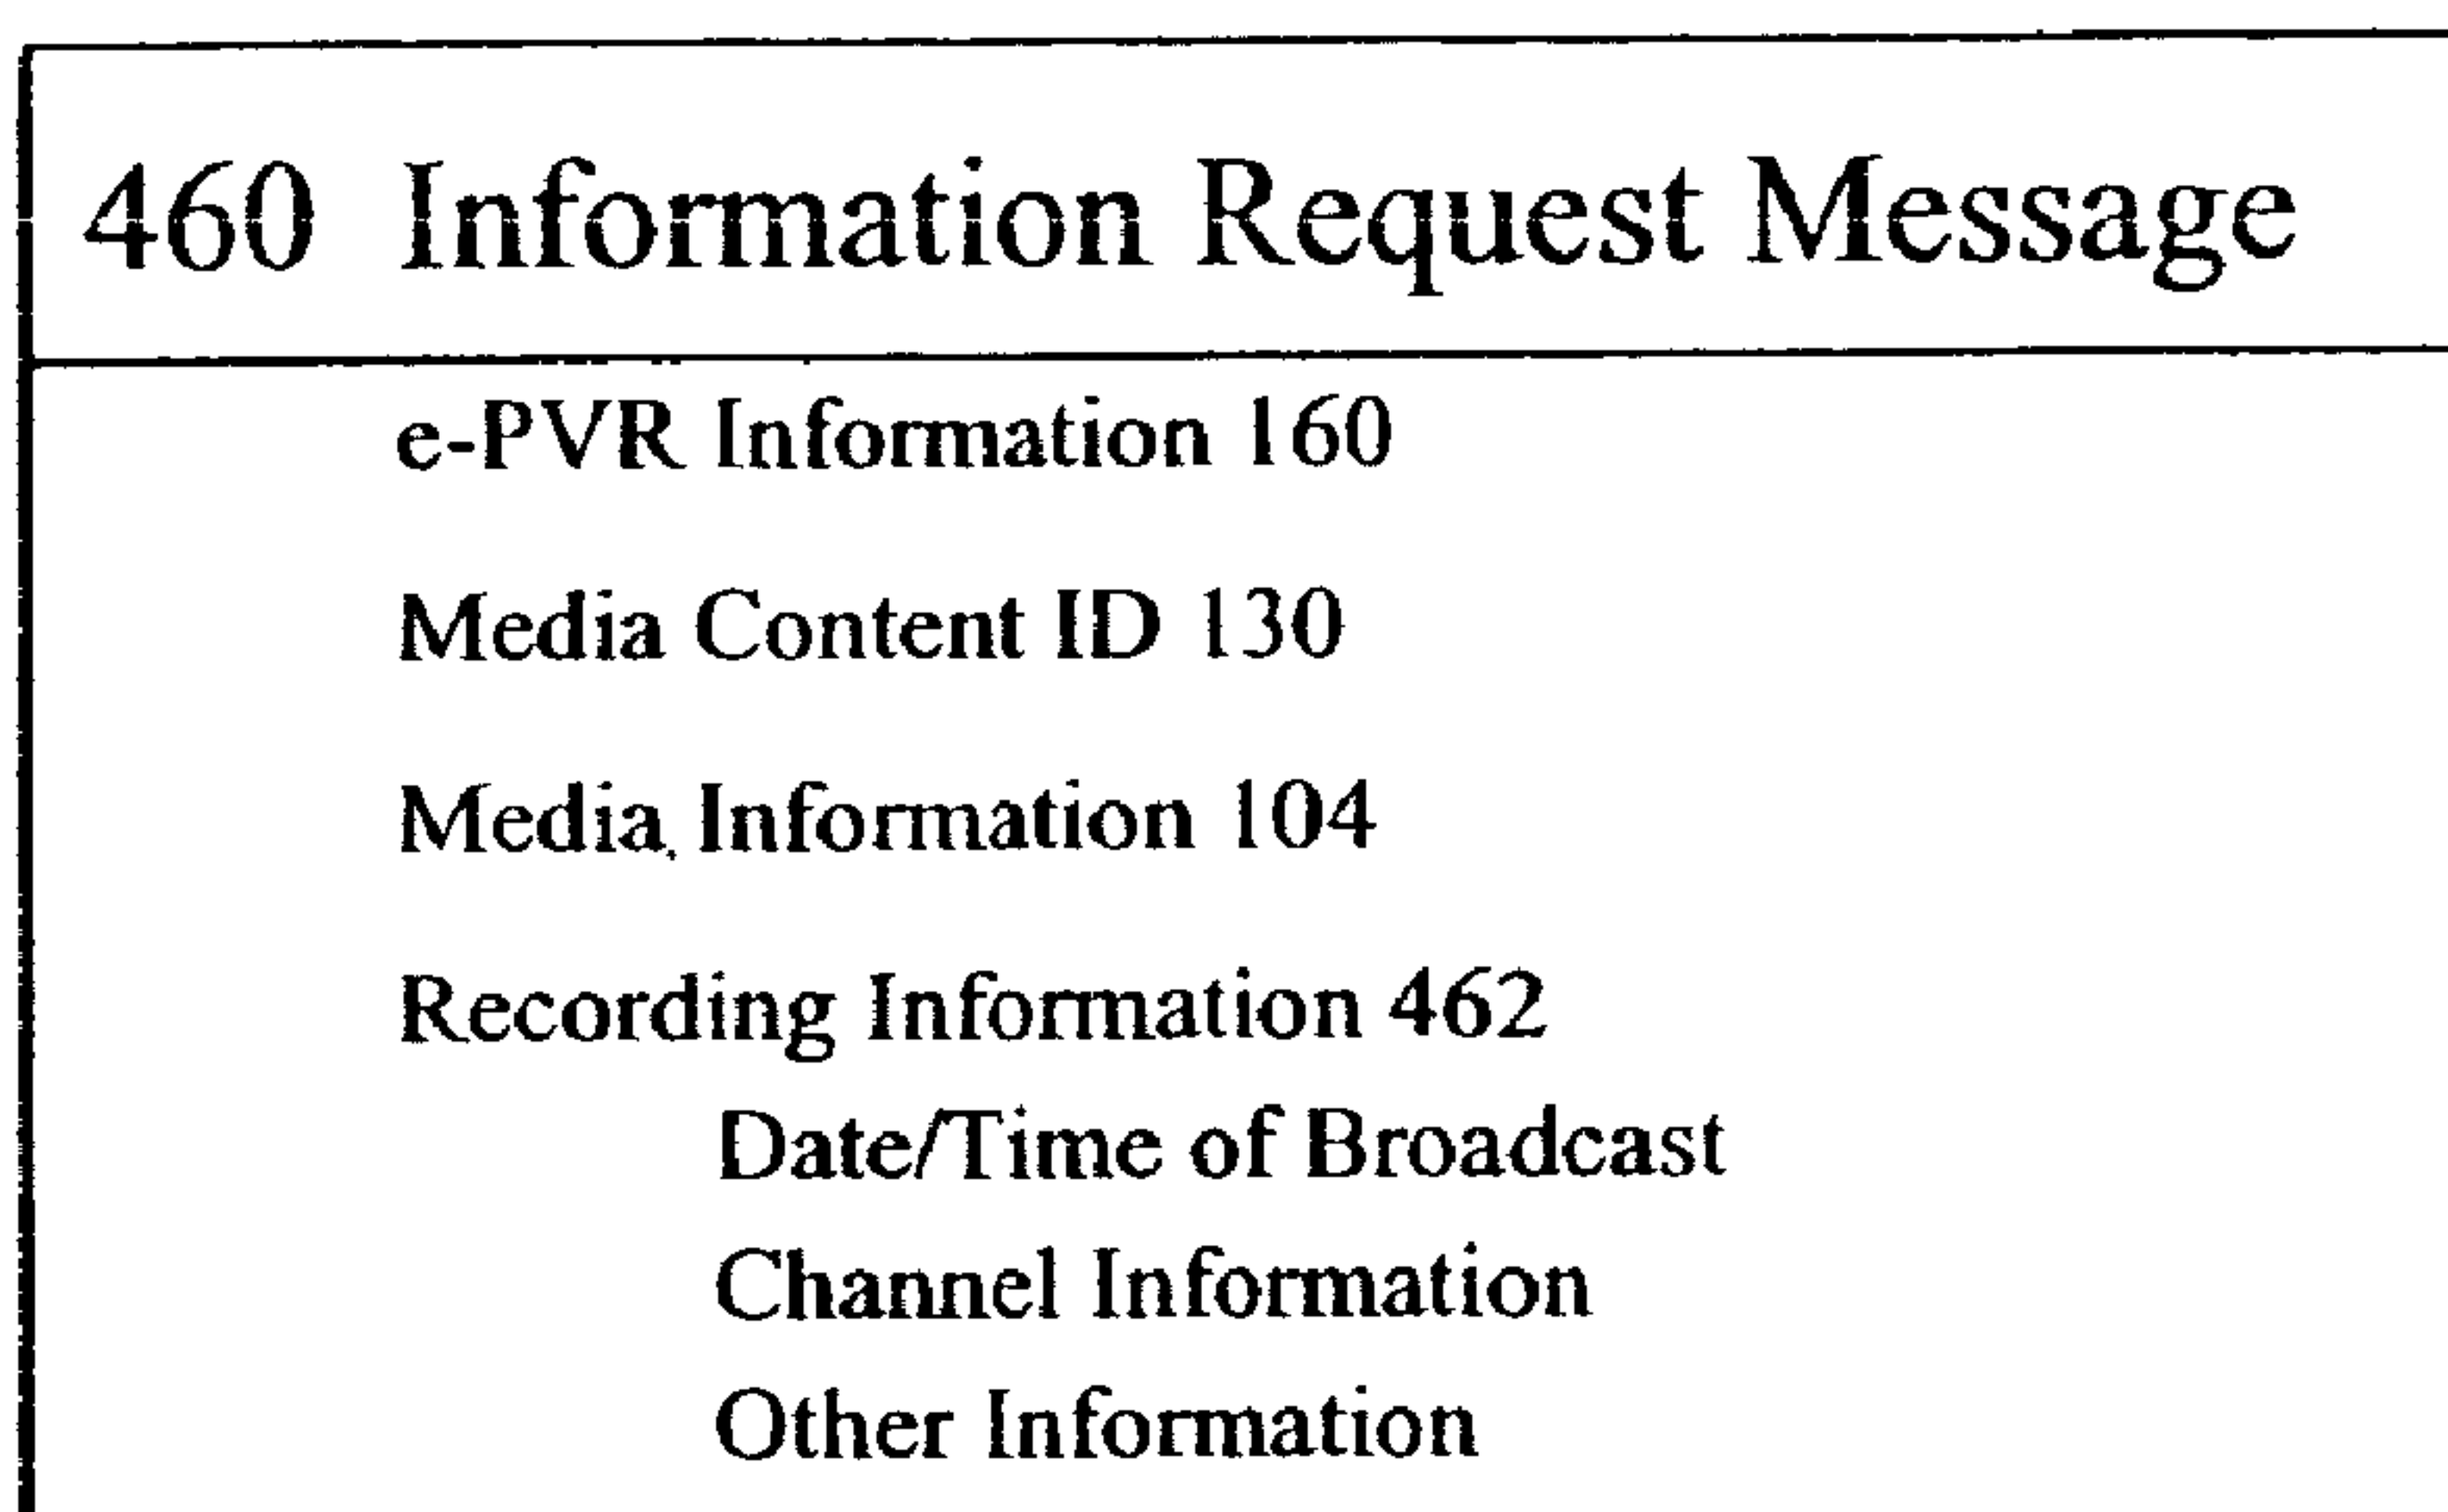 460 Information Request Message
e-PVR Information 160
Media Content ID 130
Media Information 104
Recording Information 462
Date/Time of Broadcast
Channel Information
Other Information